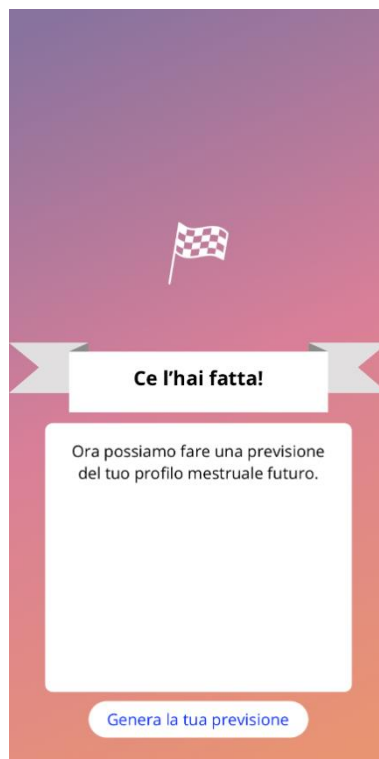 Ce l’hai fatta!
Ora possiamo fare una previsione
del tuo profilo mestruale futuro.
Genera la tua previsione